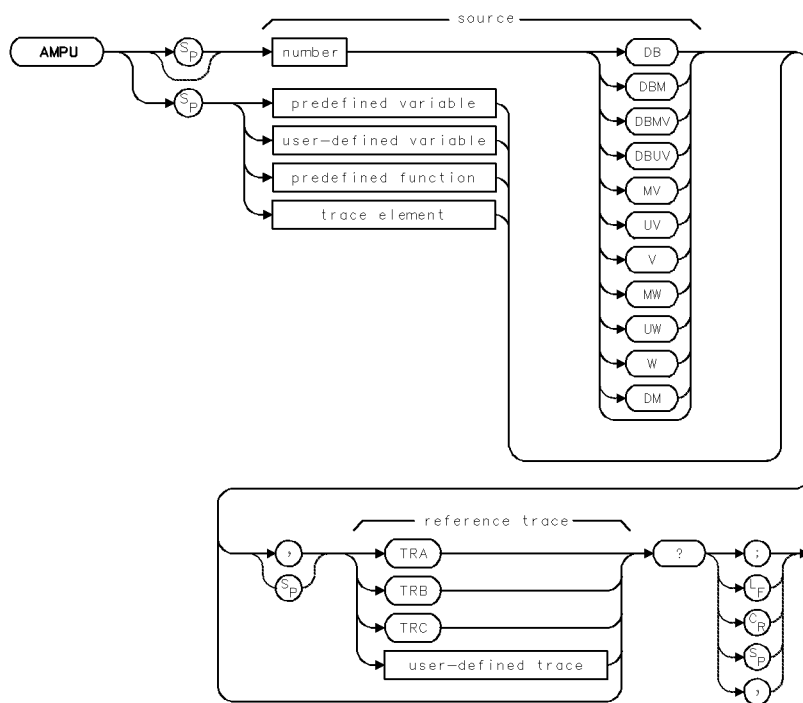 source
AMPU
SP
number
DB
DBM
DBMV
DBUV
MV
UV
V
MW
UW
W
DM
SP
predefined variable
user-defined variable
predefined function
trace element
reference trace
,
SP
TRA
TRB
TRC
user-defined trace
?
;
LF
CR
SP
,